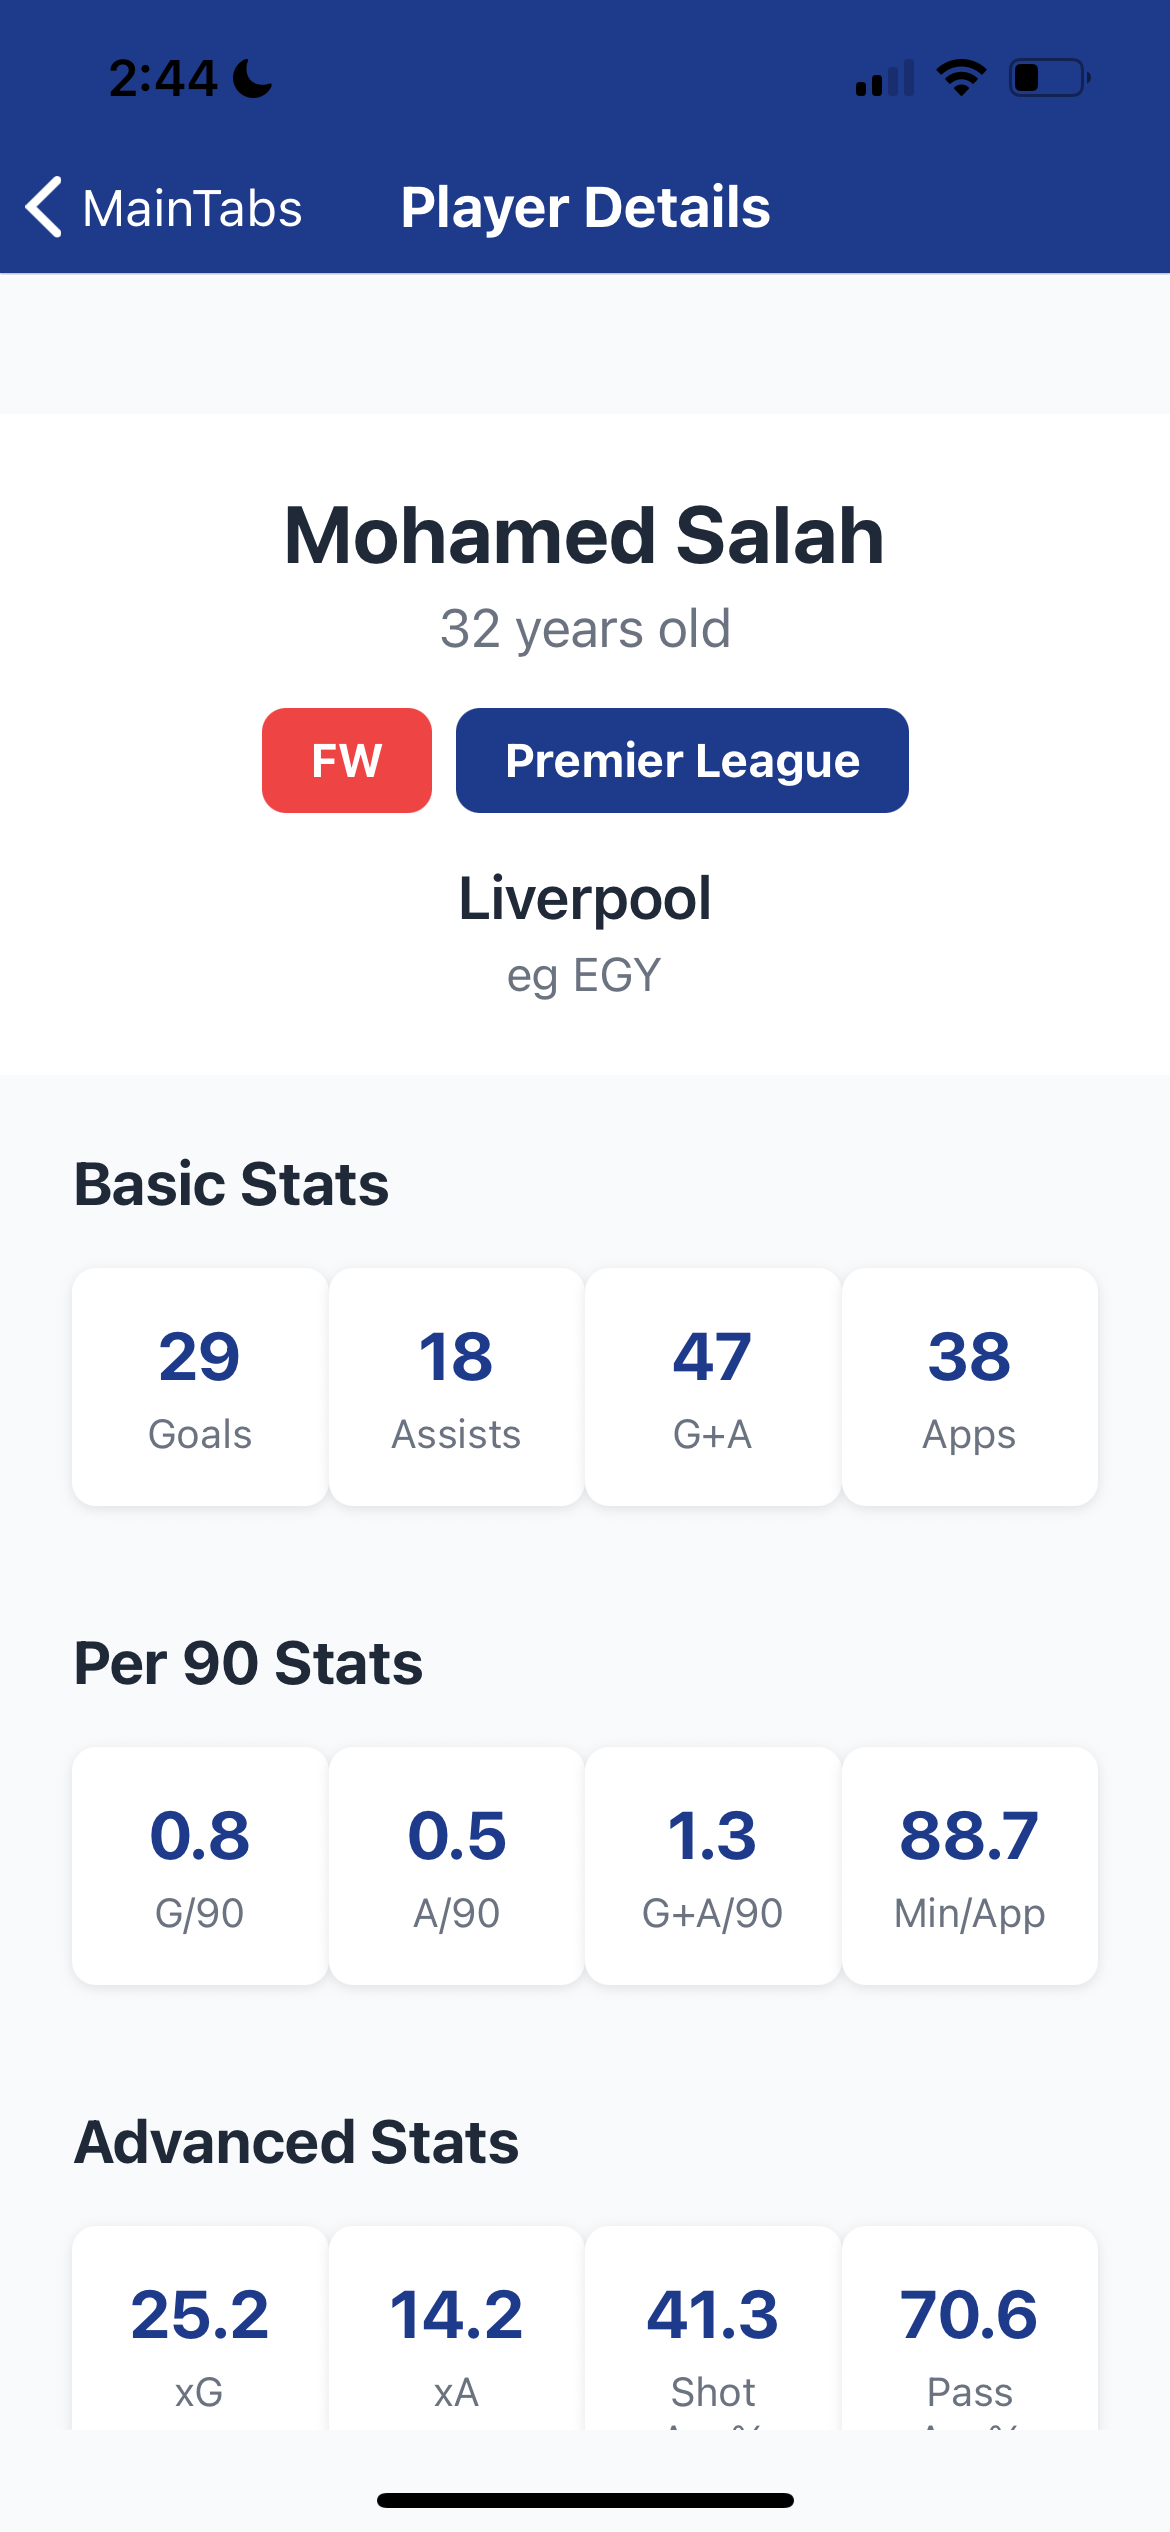 2:44
MainTabs
Player Details
Mohamed Salah
32 years old
FW
Premier League
Liverpool
eg EGY
Basic Stats
29
Goals
18
Assists
47
G+A
38
Apps
Per 90 Stats
0.8
G/90
0.5
A/90
1.3
G+A/90
88.7
Min/App
Advanced Stats
25.2
xG
14.2
xA
41.3
Shot
70.6
Pass